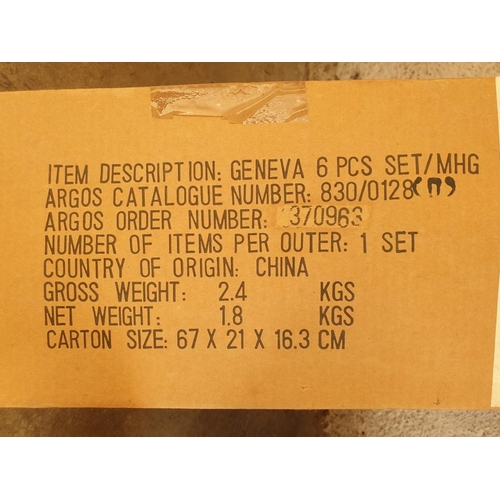 ITEM DESCRIPTION: GENEVA 6 PCS SET/MHG
ARGOS CATALOGUE NUMBER: 830/0128
ARGOS ORDER NUMBER: 370963
NUMBER OF ITEMS PER OUTER: 1 SET
COUNTRY OF ORIGIN: CHINA
GROSS WEIGHT: 2.4 KGS
NET WEIGHT: 1.8 KGS
CARTON SIZE: 67 X 21 X 16.3 CM